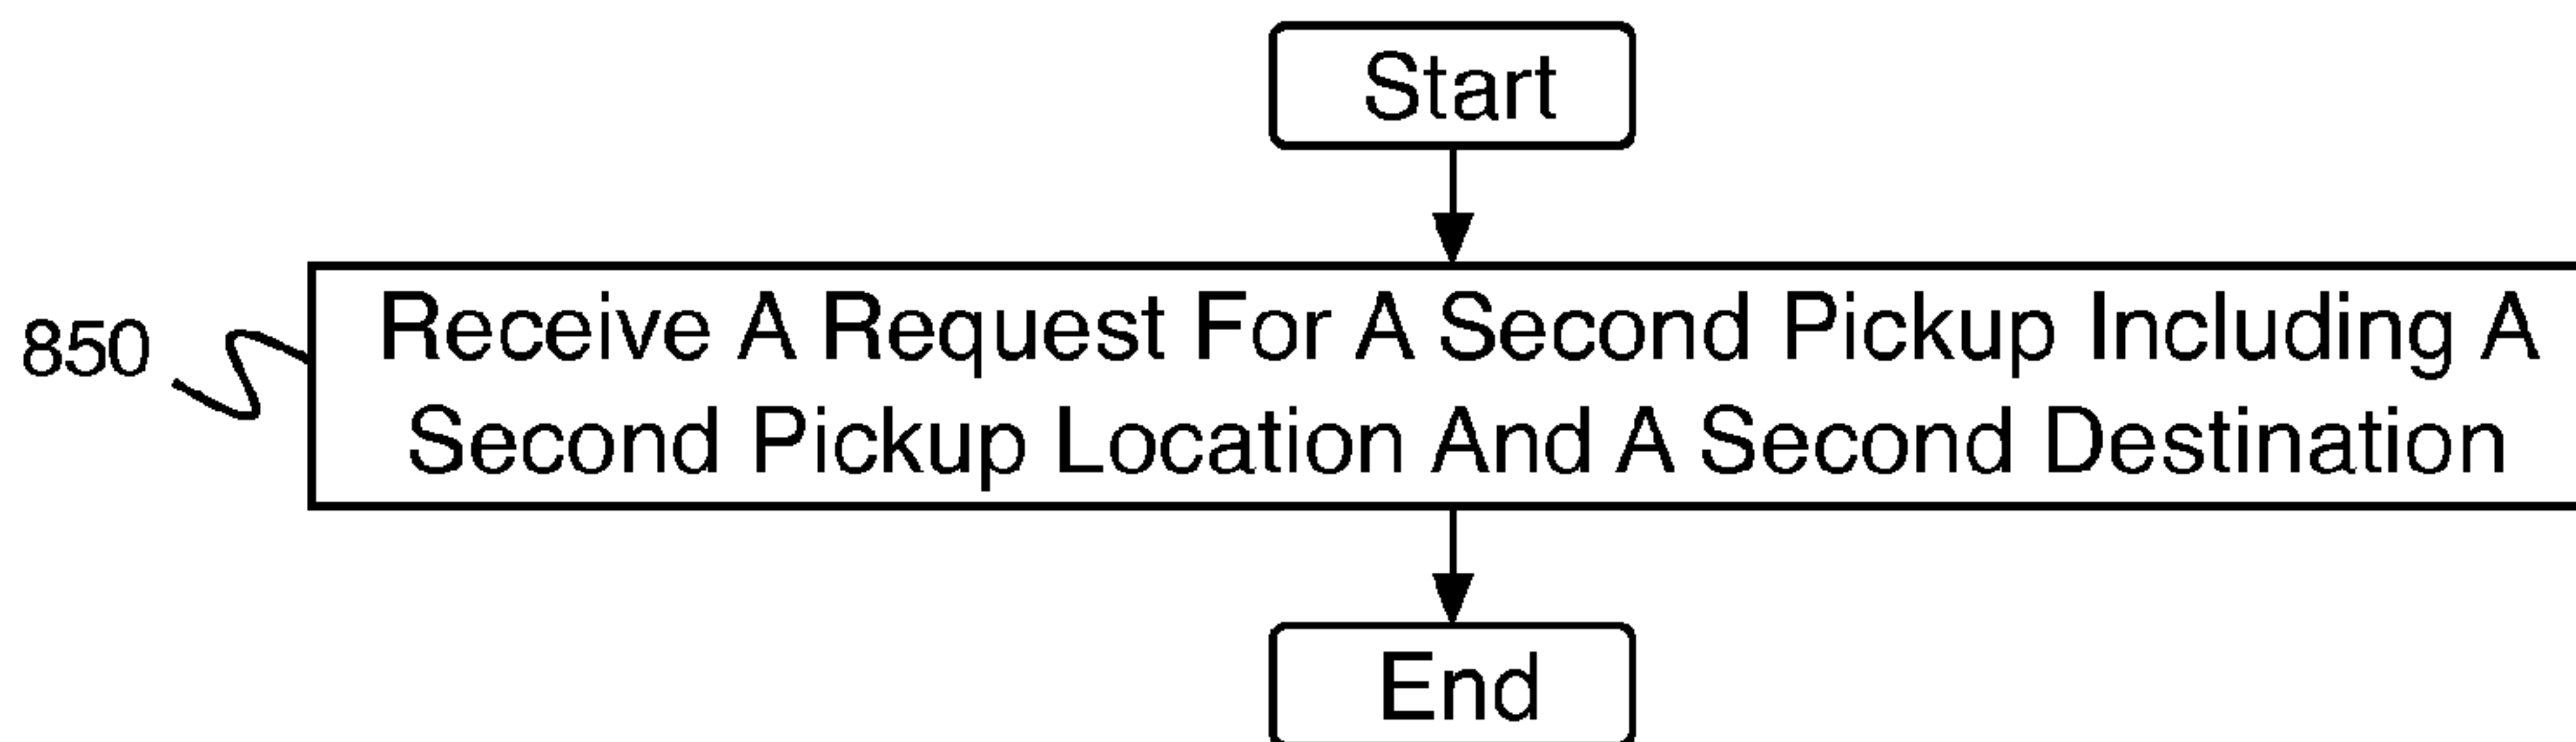 Start
850
Receive A Request For A Second Pickup Including A
Second Pickup Location And A Second Destination
End